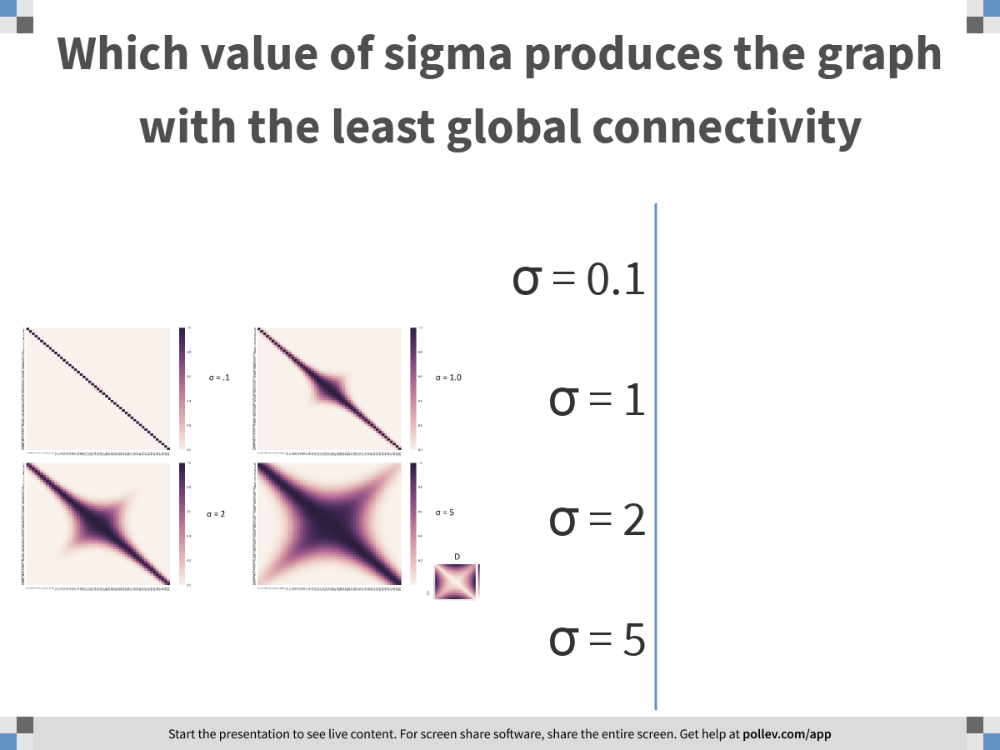 Which value of sigma produces the graph
with the least global connectivity
σ = 0.1
σ = 1
σ = 2
σ = 5
σ = .1
σ = 1.0
σ = 2
σ = 5
D
Start the presentation to see live content. For screen share software, share the entire screen. Get help at pollev.com/app